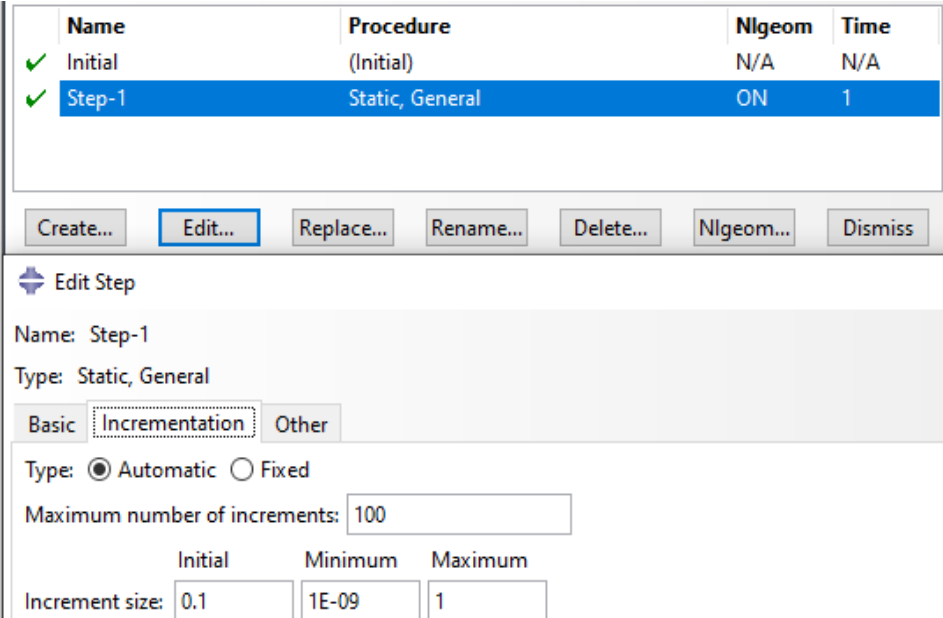 Name Procedure Nlgeom Time
Initial (Initial) N/A N/A
Step-1 Static, General ON 1
Create... Edit... Replace... Rename... Delete... Nlgeom... Dismiss
Edit Step
Name: Step-1
Type: Static, General
Basic Incrementation Other
Type: Automatic Fixed
Maximum number of increments: 100
Initial Minimum Maximum
Increment size: 0.1 1E-09 1